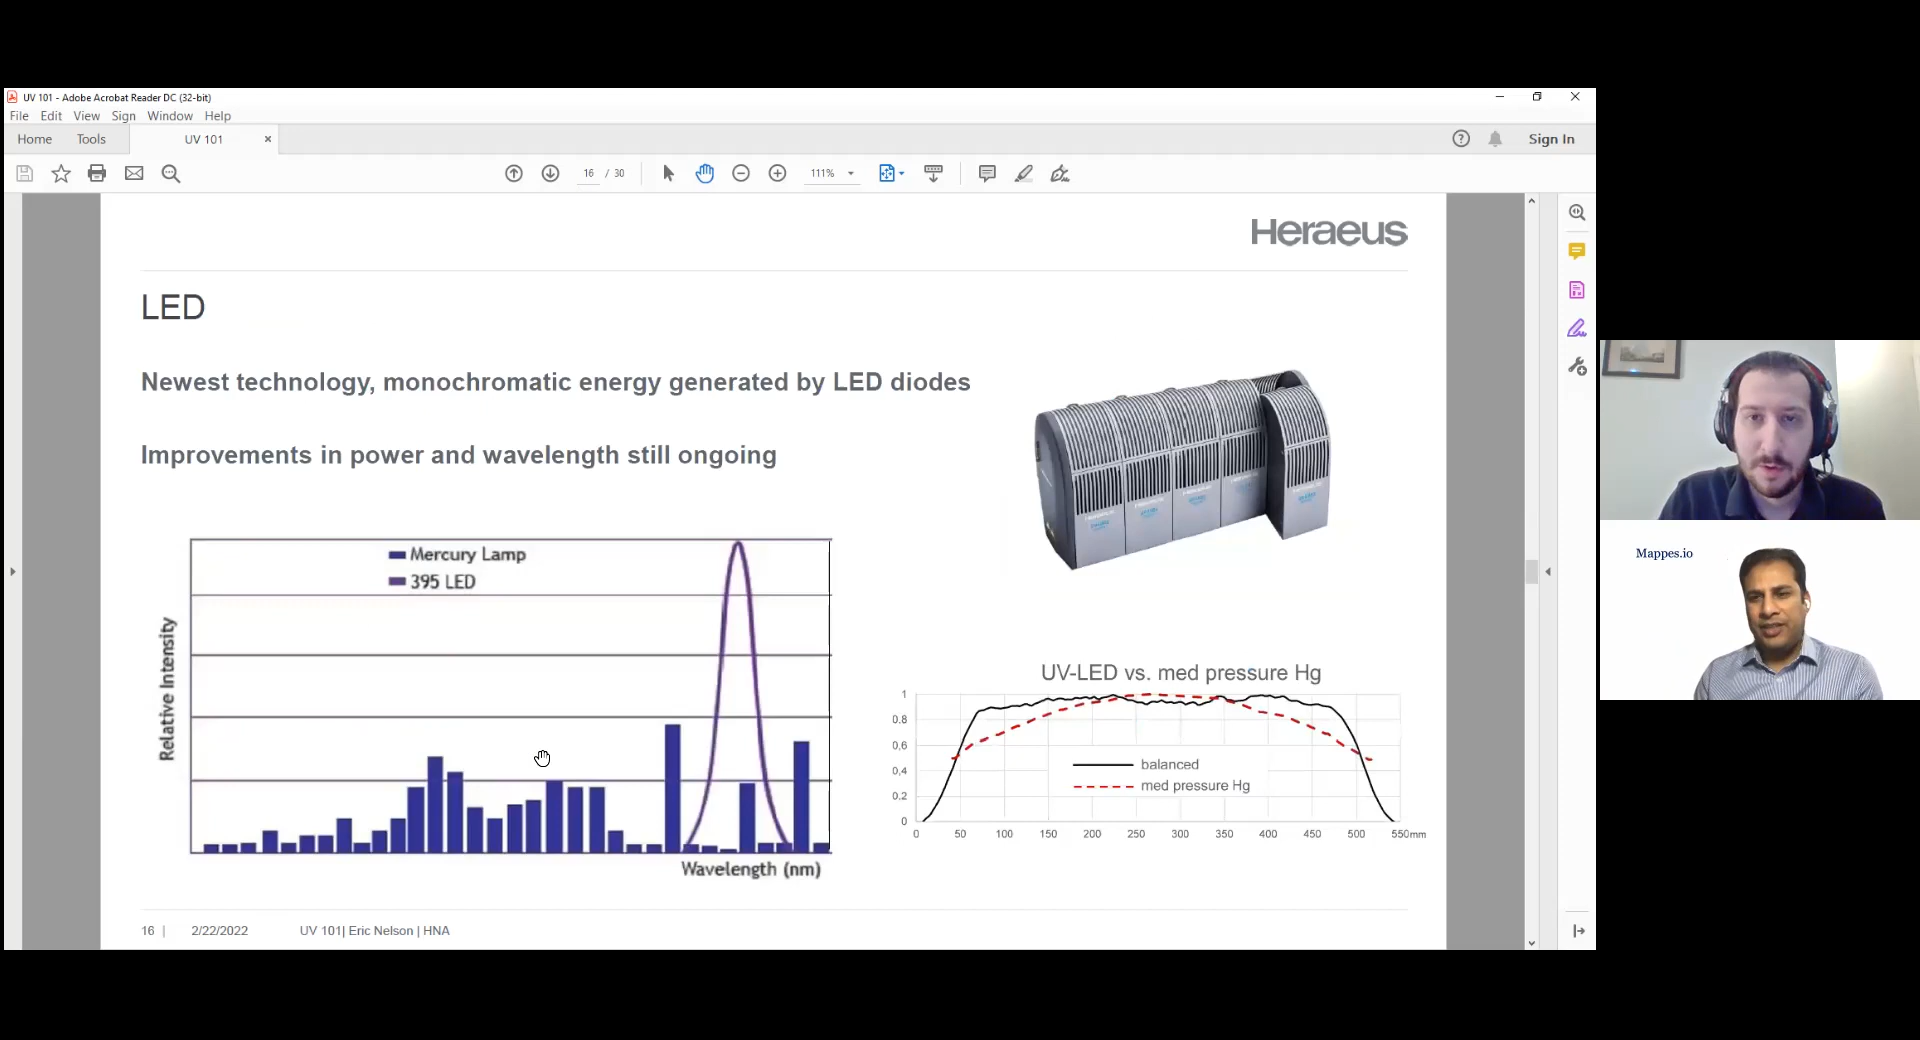 UV 101 - Adobe Acrobat Reader DC (32-bit)
File Edit View Sign Window Help
Home Tools UV 101 × Sign In
16 / 30 111%
Heraeus
LED
Newest technology, monochromatic energy generated by LED diodes
Improvements in power and wavelength still ongoing
Mercury Lamp
395 LED
Relative Intensity
Wavelength (nm)
UV-LED vs. med pressure Hg
1
0.8
0.6
0,4
0.2
0
balanced
med pressure Hg
0 50 100 150 200 250 300 350 400 450 500 550mm
16 | 2/22/2022 UV 101| Eric Nelson | HNA
Mappes.io